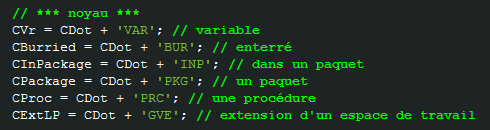 // *** noyau ***
CVr = CDot + 'VAR'; // variable
CBurried = CDot + 'BUR'; // enterré
CInPackage = CDot + 'INP'; // dans un paquet
CPackage = CDot + 'PKG'; // un paquet
CProc = CDot + 'PRC'; // une procédure
CExtLP = CDot + 'GVE'; // extension d'un espace de travail